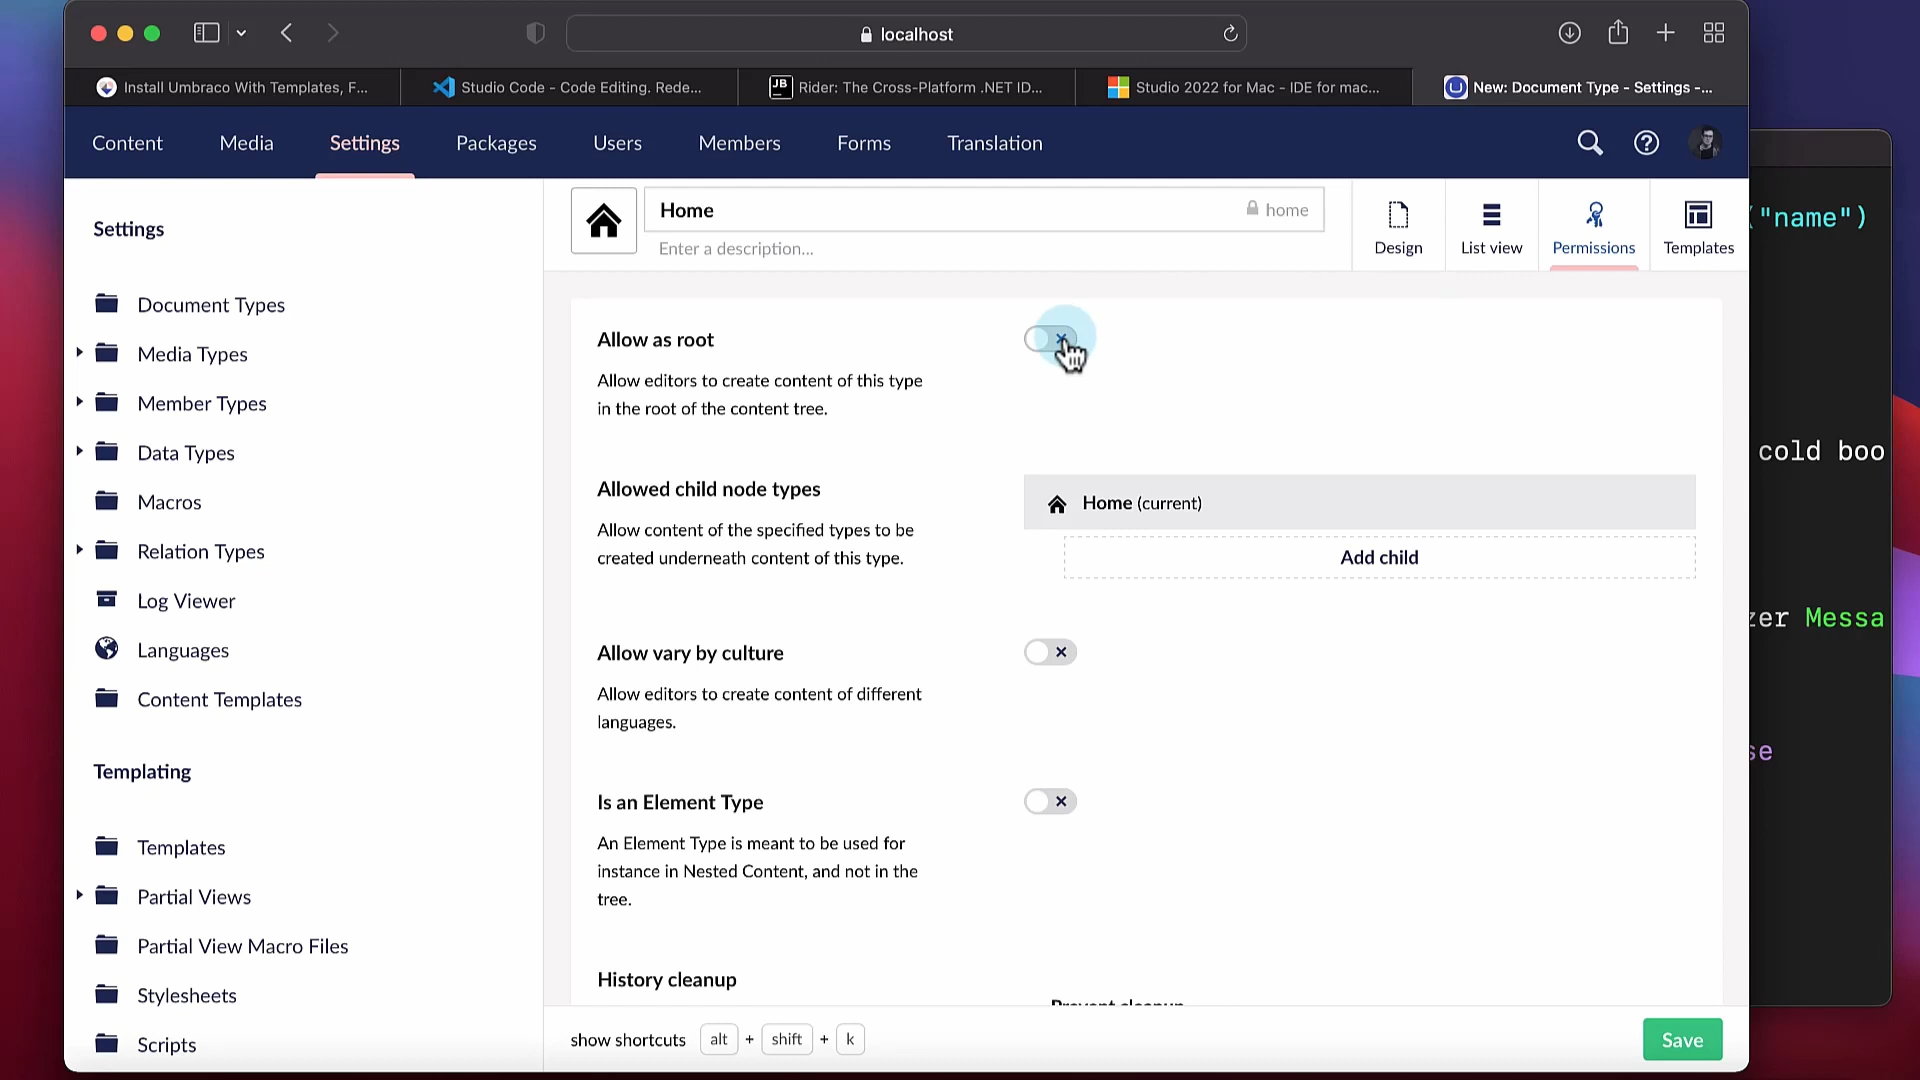 localhost
Install Umbraco With Templates, F...
Studio Code - Code Editing. Rede...
JB
Rider: The Cross-Platform .NET ID...
Studio 2022 for Mac - IDE for mac...
New: Document Type - Settings -...
Content
Media
Settings
Packages
Users
Members
Forms
Translation
Settings
Document Types
Media Types
Member Types
Data Types
Macros
Relation Types
Log Viewer
Languages
Content Templates
Templating
Templates
Partial Views
Partial View Macro Files
Stylesheets
Scripts
Home
home
Enter a description...
Design
List view
Permissions
Templates
Allow as root
Allow editors to create content of this type
in the root of the content tree.
Allowed child node types
Allow content of the specified types to be
created underneath content of this type.
Home (current)
Add child
Allow vary by culture
Allow editors to create content of different
languages.
Is an Element Type
An Element Type is meant to be used for
instance in Nested Content, and not in the
tree.
History cleanup
Prevent cleanup
show shortcuts alt + shift + k
Save
("name")
cold boo
zer Messa
se